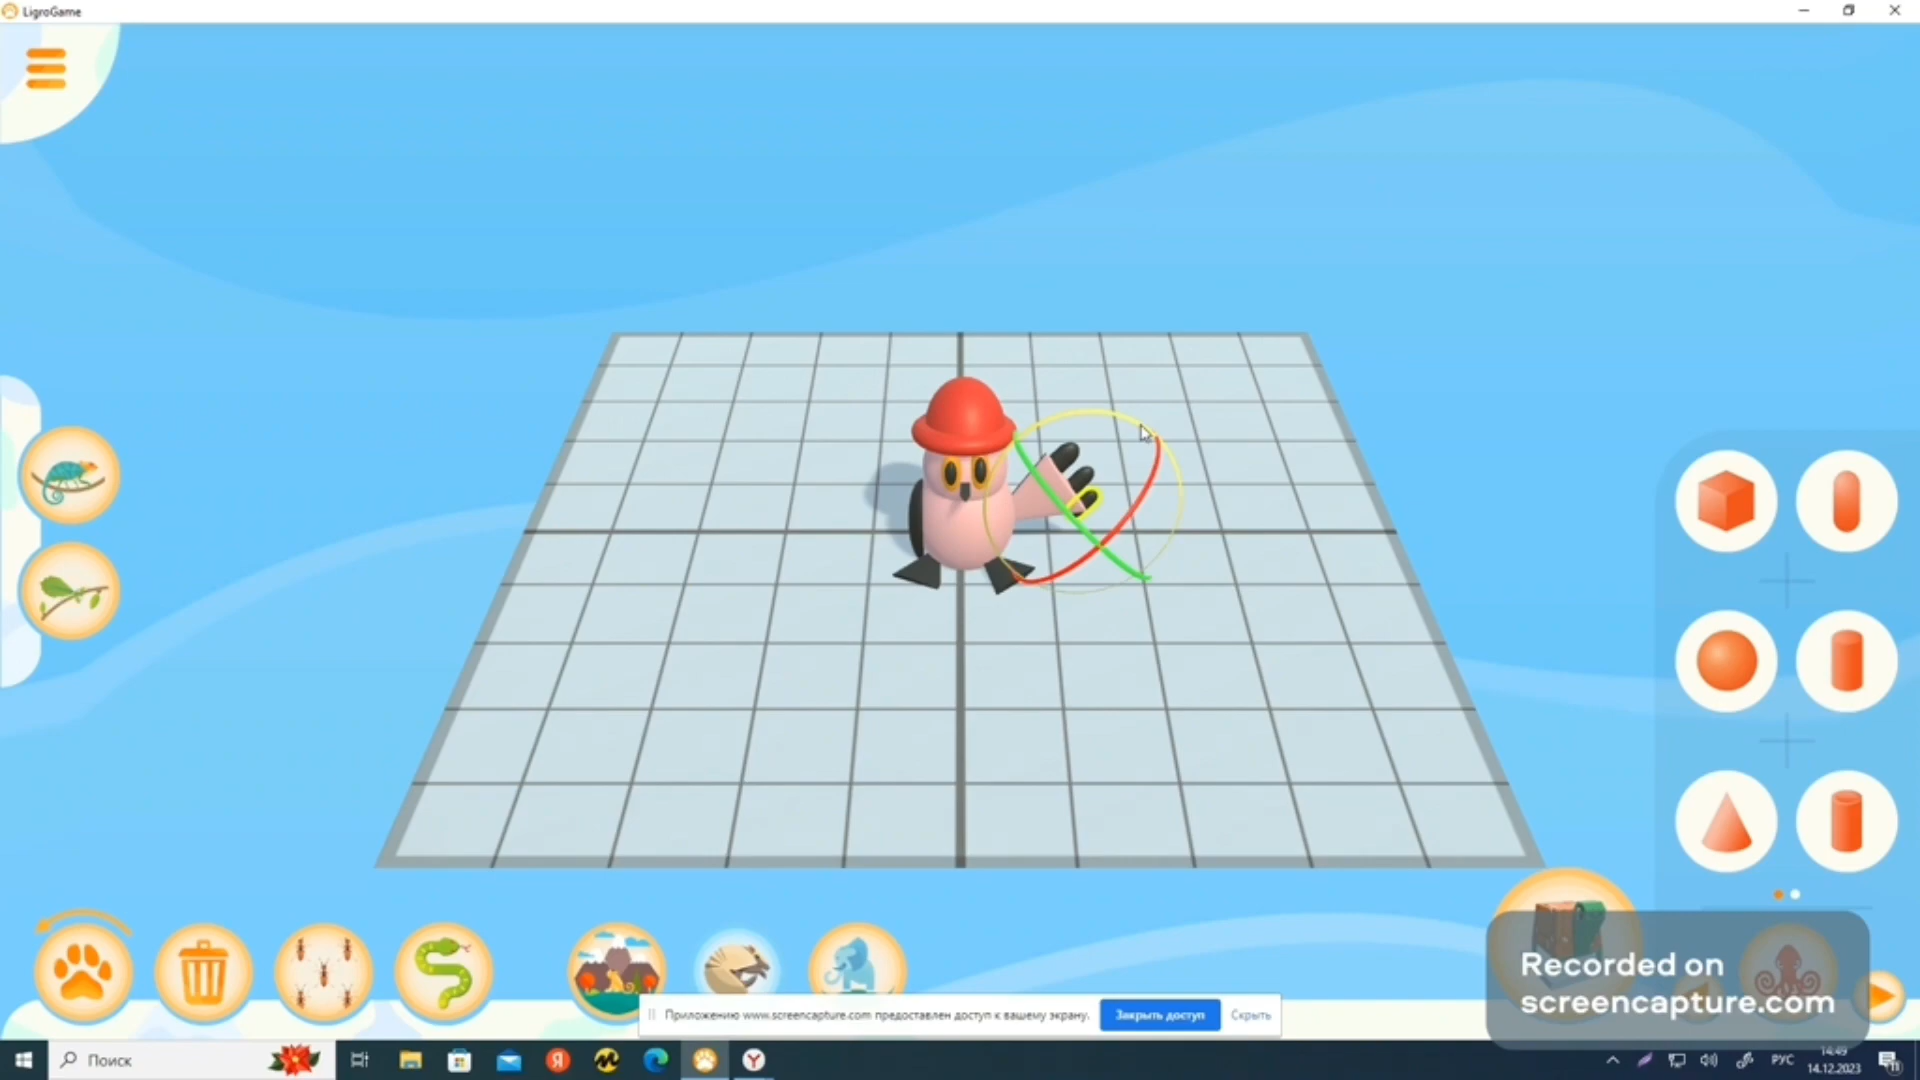 LigroGame
Recorded on
screencapture.com
Приложению www.screencapture.com предоставлен доступ к вашему экрану.
Закрыть доступ
Скрыть
Поиск
РУС
14:49
14.12.2023